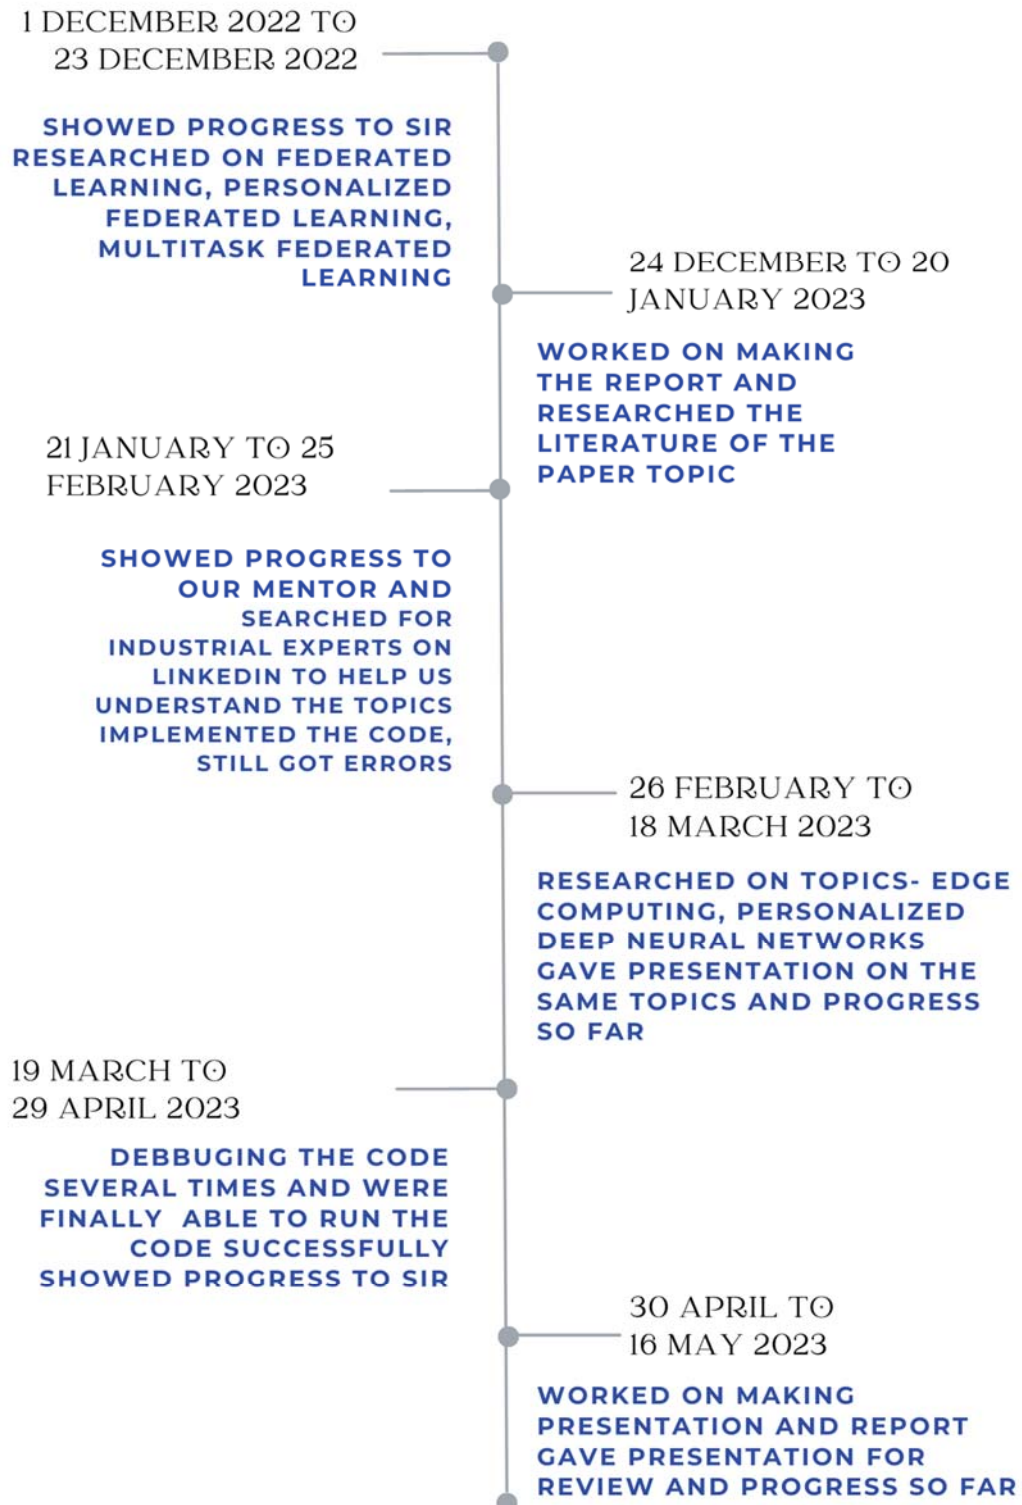 1 DECEMBER 2022 TO
23 DECEMBER 2022
SHOWED PROGRESS TO SIR
RESEARCHED ON FEDERATED
LEARNING, PERSONALIZED
FEDERATED LEARNING,
MULTITASK FEDERATED
LEARNING
24 DECEMBER TO 20
JANUARY 2023
WORKED ON MAKING
THE REPORT AND
RESEARCHED THE
LITERATURE OF THE
PAPER TOPIC
21 JANUARY TO 25
FEBRUARY 2023
SHOWED PROGRESS TO
OUR MENTOR AND
SEARCHED FOR
INDUSTRIAL EXPERTS ON
LINKEDIN TO HELP US
UNDERSTAND THE TOPICS
IMPLEMENTED THE CODE,
STILL GOT ERRORS
26 FEBRUARY TO
18 MARCH 2023
RESEARCHED ON TOPICS- EDGE
COMPUTING, PERSONALIZED
DEEP NEURAL NETWORKS
GAVE PRESENTATION ON THE
SAME TOPICS AND PROGRESS
SO FAR
19 MARCH TO
29 APRIL 2023
DEBBUGING THE CODE
SEVERAL TIMES AND WERE
FINALLY ABLE TO RUN THE
CODE SUCCESSFULLY
SHOWED PROGRESS TO SIR
30 APRIL TO
16 MAY 2023
WORKED ON MAKING
PRESENTATION AND REPORT
GAVE PRESENTATION FOR
REVIEW AND PROGRESS SO FAR